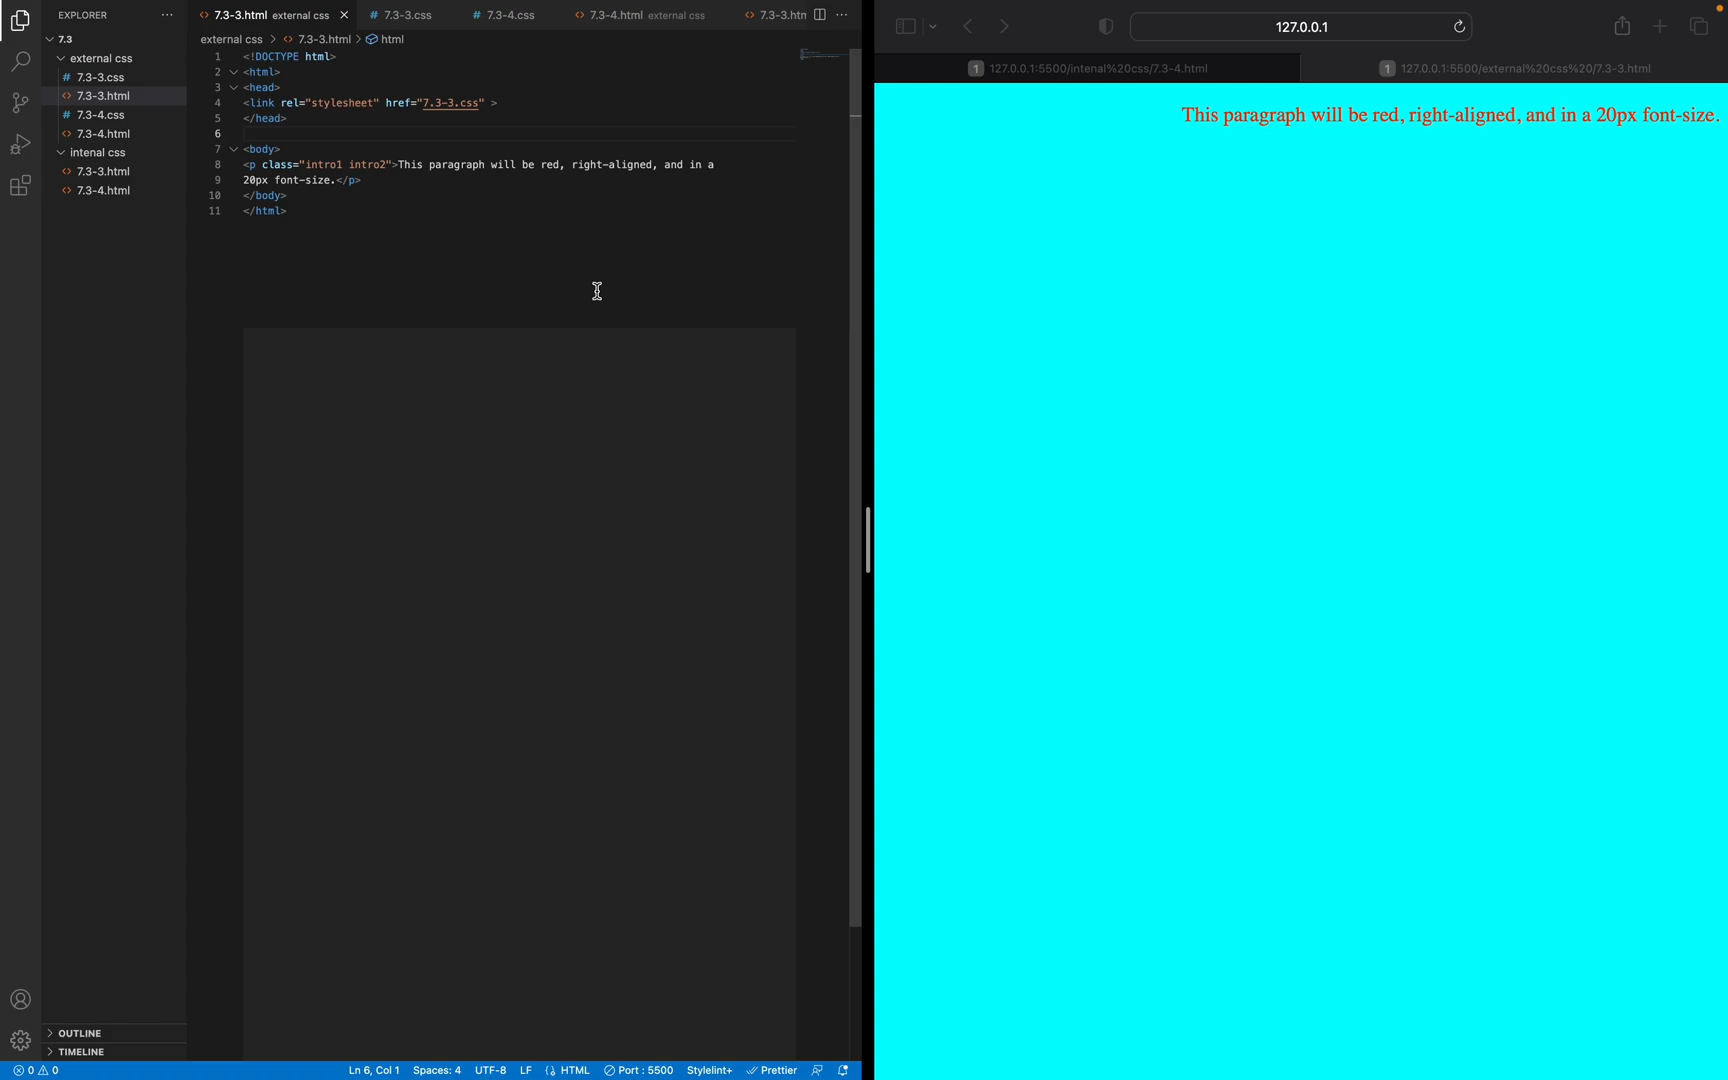 EXPLORER
7.3
external css
# 7.3-3.css
<> 7.3-3.html
# 7.3-4.css
<> 7.3-4.html
intenal css
<> 7.3-3.html
<> 7.3-4.html
OUTLINE
TIMELINE
<> 7.3-3.html external css
# 7.3-3.css
# 7.3-4.css
<> 7.3-4.html external css
<> 7.3-3.htm
external css > <> 7.3-3.html > html
1 <!DOCTYPE html>
2 <html>
3 <head>
4 <link rel="stylesheet" href="7.3-3.css" >
5 </head>
6
7 <body>
8 <p class="intro1 intro2">This paragraph will be red, right-aligned, and in a
9 20px font-size.</p>
10 </body>
11 </html>
0 0 Ln 6, Col 1 Spaces: 4 UTF-8 LF HTML Port : 5500 Stylelint+ Prettier
127.0.0.1
1 127.0.0.1:5500/intenal%20css/7.3-4.html
1 127.0.0.1:5500/external%20css%20/7.3-3.html
This paragraph will be red, right-aligned, and in a 20px font-size.